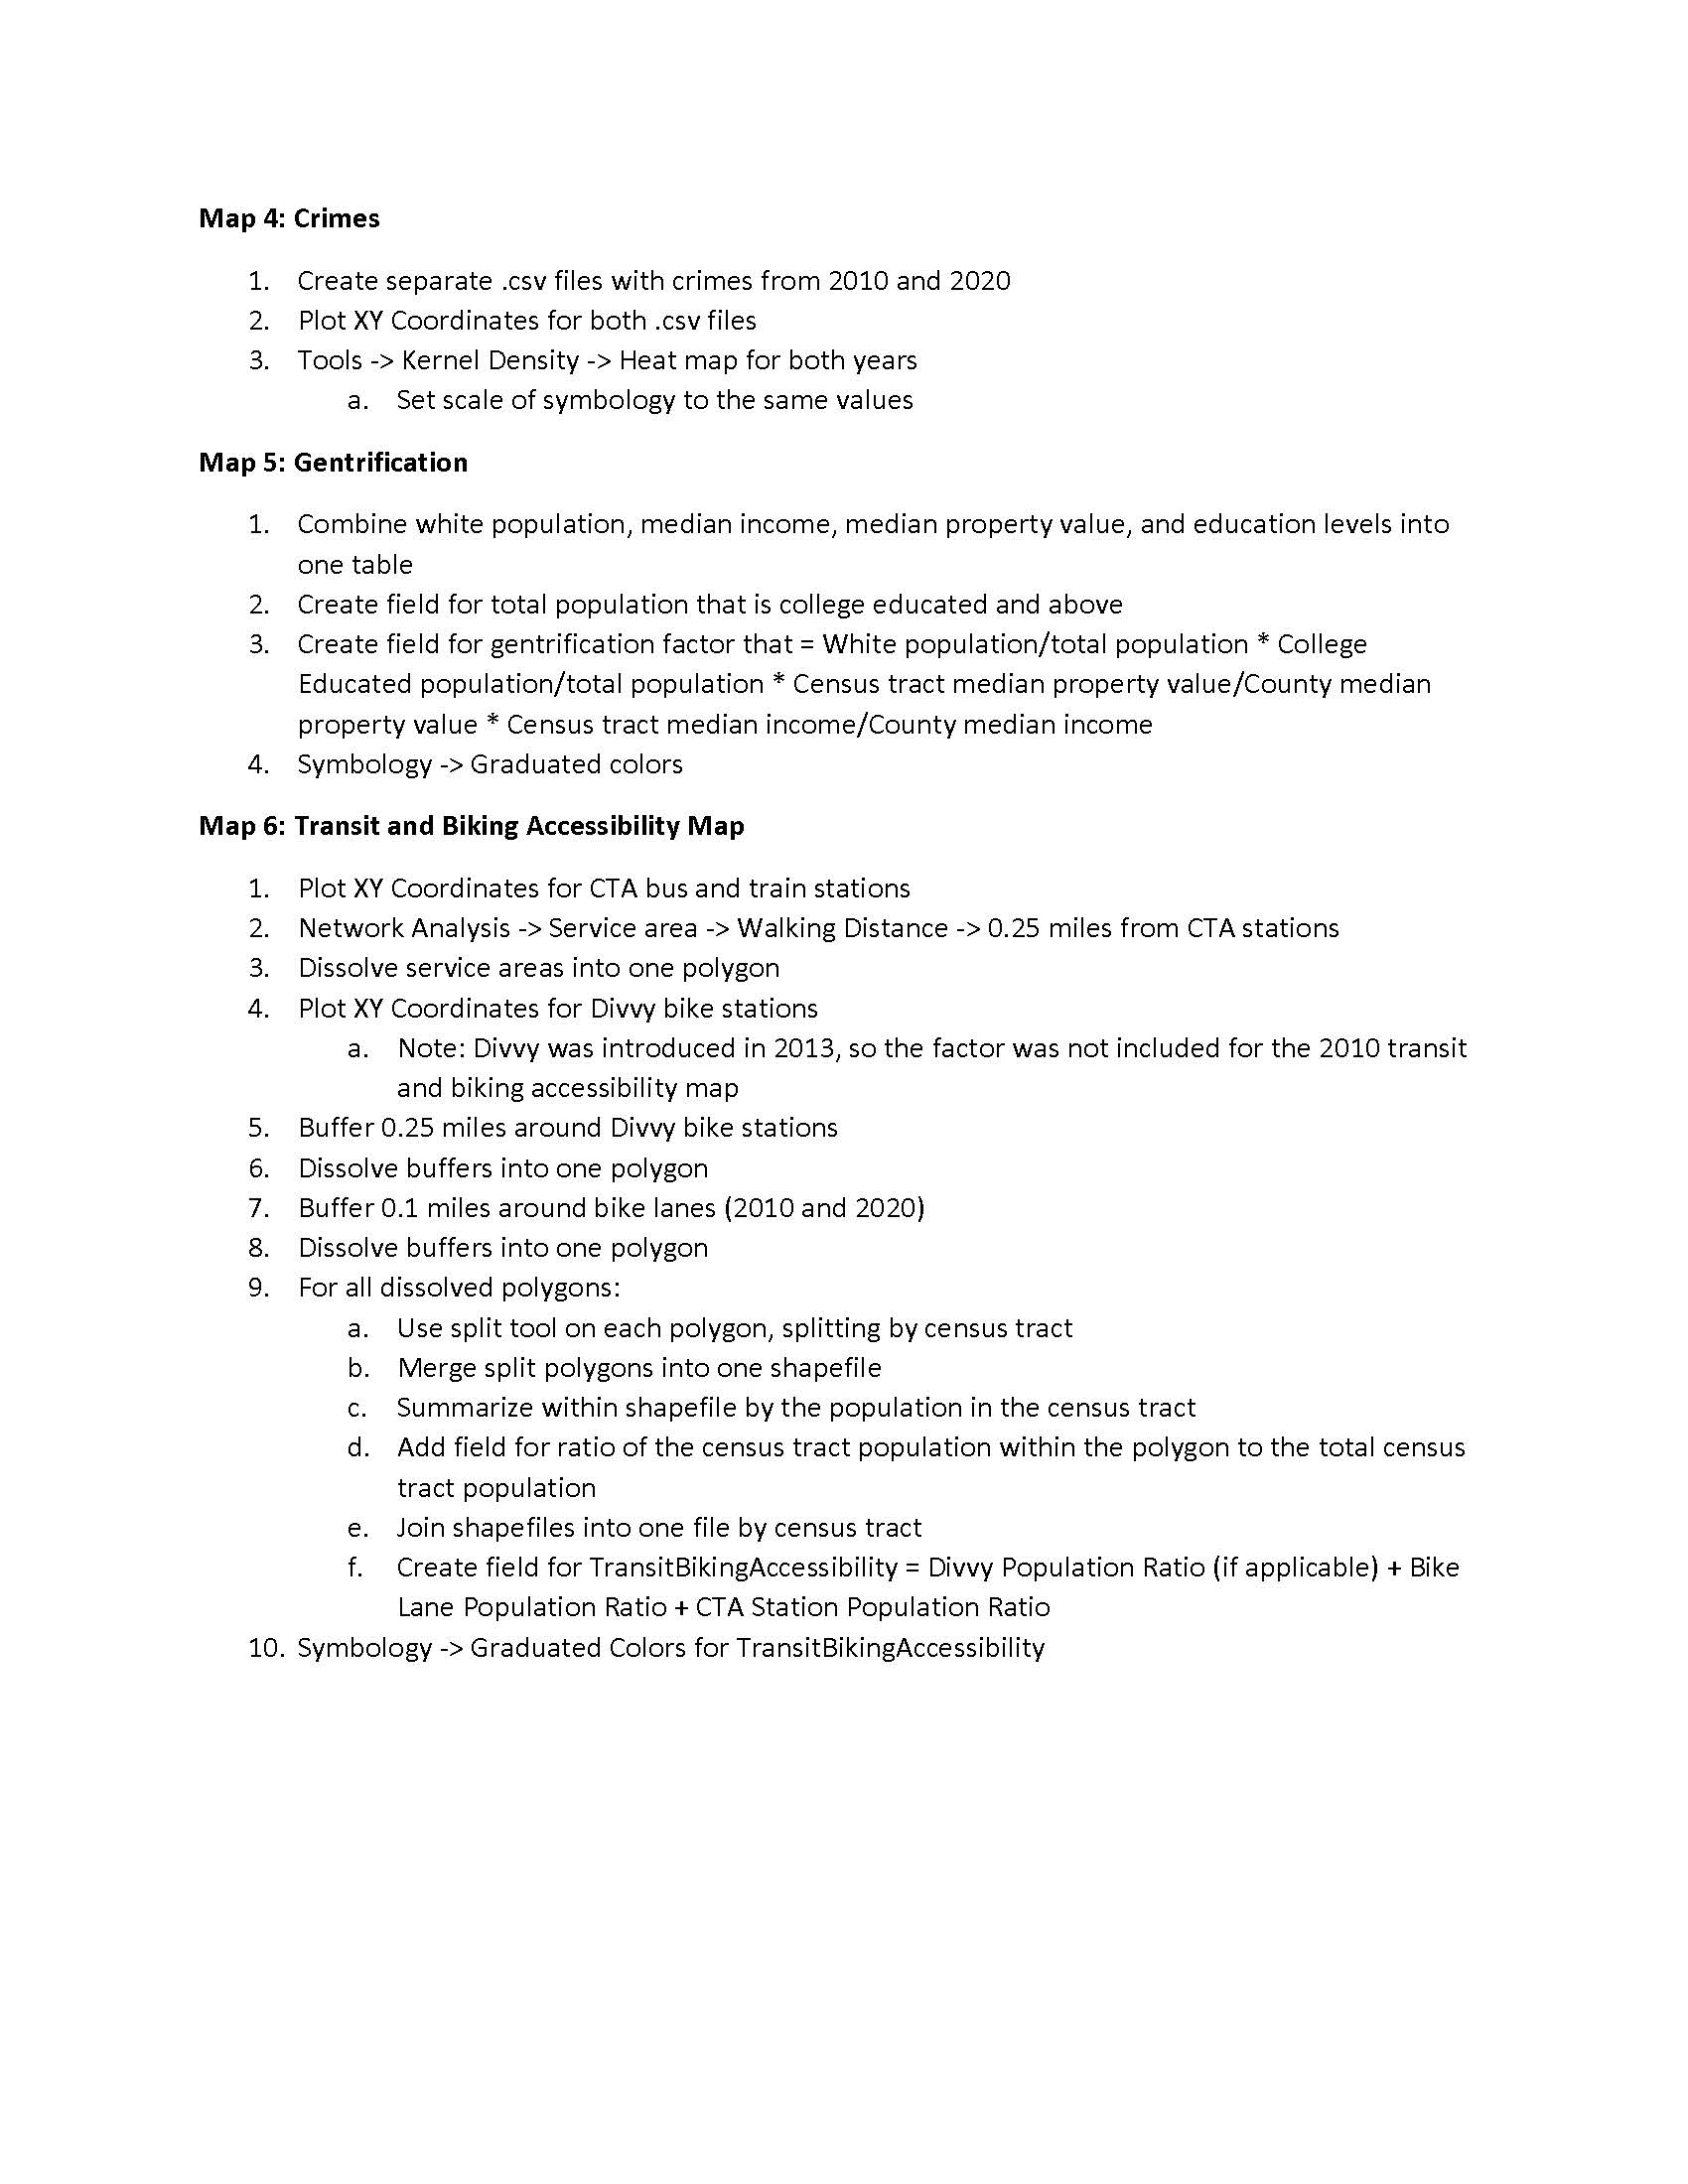 Map 4: Crimes
1. Create separate .csv files with crimes from 2010 and 2020
2. Plot XY Coordinates for both .csv files
3. Tools -> Kernel Density -> Heat map for both years
a. Set scale of symbology to the same values
Map 5: Gentrification
1. Combine white population, median income, median property value, and education levels into
one table
2. Create field for total population that is college educated and above
3. Create field for gentrification factor that = White population/total population * College
Educated population/total population * Census tract median property value/County median
property value * Census tract median income/County median income
4. Symbology -> Graduated colors
Map 6: Transit and Biking Accessibility Map
1. Plot XY Coordinates for CTA bus and train stations
2. Network Analysis -> Service area -> Walking Distance -> 0.25 miles from CTA stations
3. Dissolve service areas into one polygon
4. Plot XY Coordinates for Divvy bike stations
a. Note: Divvy was introduced in 2013, so the factor was not included for the 2010 transit
and biking accessibility map
5. Buffer 0.25 miles around Divvy bike stations
6. Dissolve buffers into one polygon
7. Buffer 0.1 miles around bike lanes (2010 and 2020)
8. Dissolve buffers into one polygon
9. For all dissolved polygons:
a. Use split tool on each polygon, splitting by census tract
b. Merge split polygons into one shapefile
c. Summarize within shapefile by the population in the census tract
d. Add field for ratio of the census tract population within the polygon to the total census
tract population
e. Join shapefiles into one file by census tract
f. Create field for TransitBikingAccessibility = Divvy Population Ratio (if applicable) + Bike
Lane Population Ratio + CTA Station Population Ratio
10. Symbology -> Graduated Colors for TransitBikingAccessibility